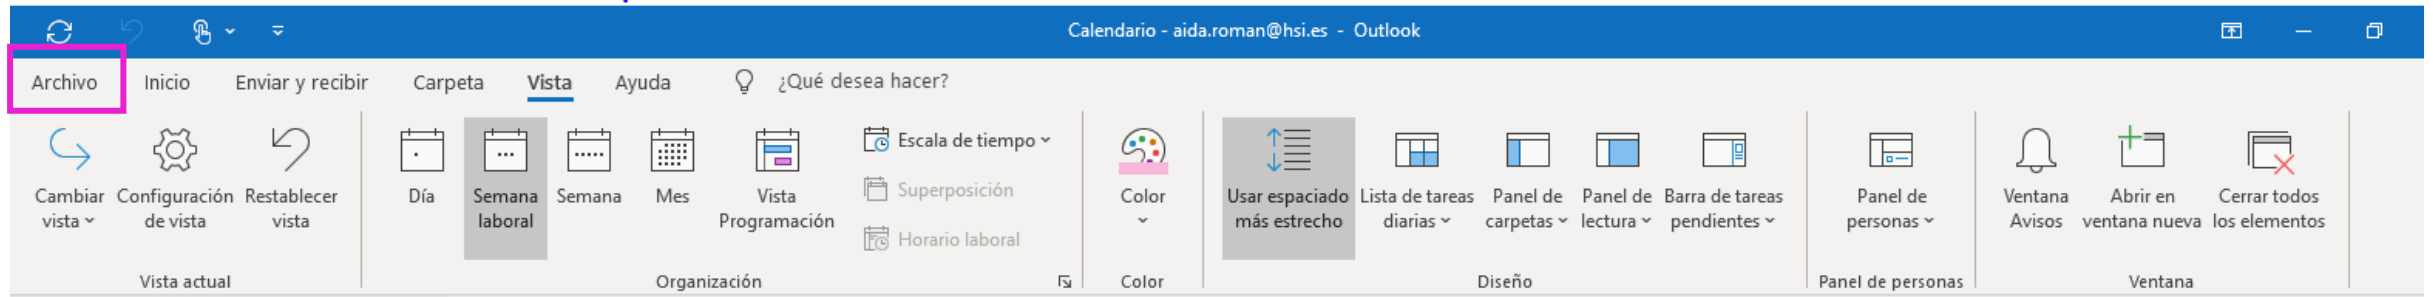 Calendario - aida.roman@hsi.es - Outlook
Archivo Inicio Enviar y recibir Carpeta Vista Ayuda ¿Qué desea hacer?
Cambiar vista
Configuración de vista
Restablecer vista
Vista actual
Día
Semana laboral
Semana
Mes
Vista Programación
Escala de tiempo
Superposición
Horario laboral
Organización
Color
Color
Usar espaciado más estrecho
Lista de tareas diarias
Panel de carpetas
Panel de lectura
Barra de tareas pendientes
Diseño
Panel de personas
Panel de personas
Ventana Avisos
Abrir en ventana nueva
Cerrar todos los elementos
Ventana